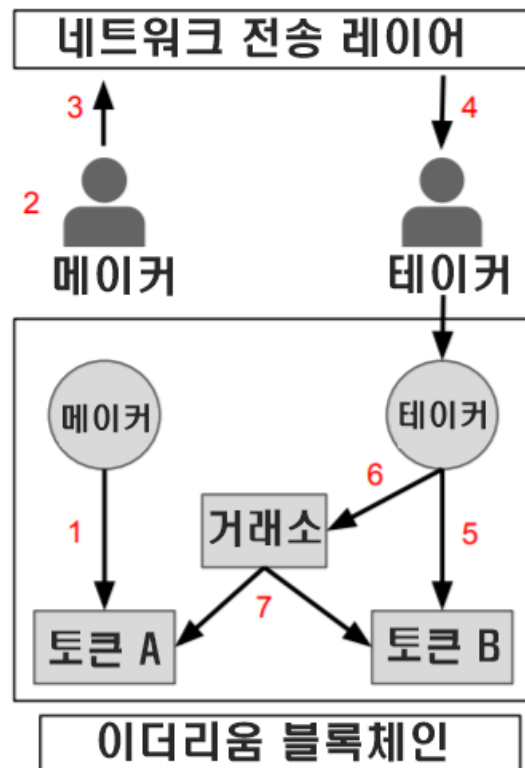 네트워크 전송 레이어
3
4
2
메이커
테이커
메이커
테이커
6
1
거래소
5
7
토큰 A
토큰 B
이더리움 블록체인